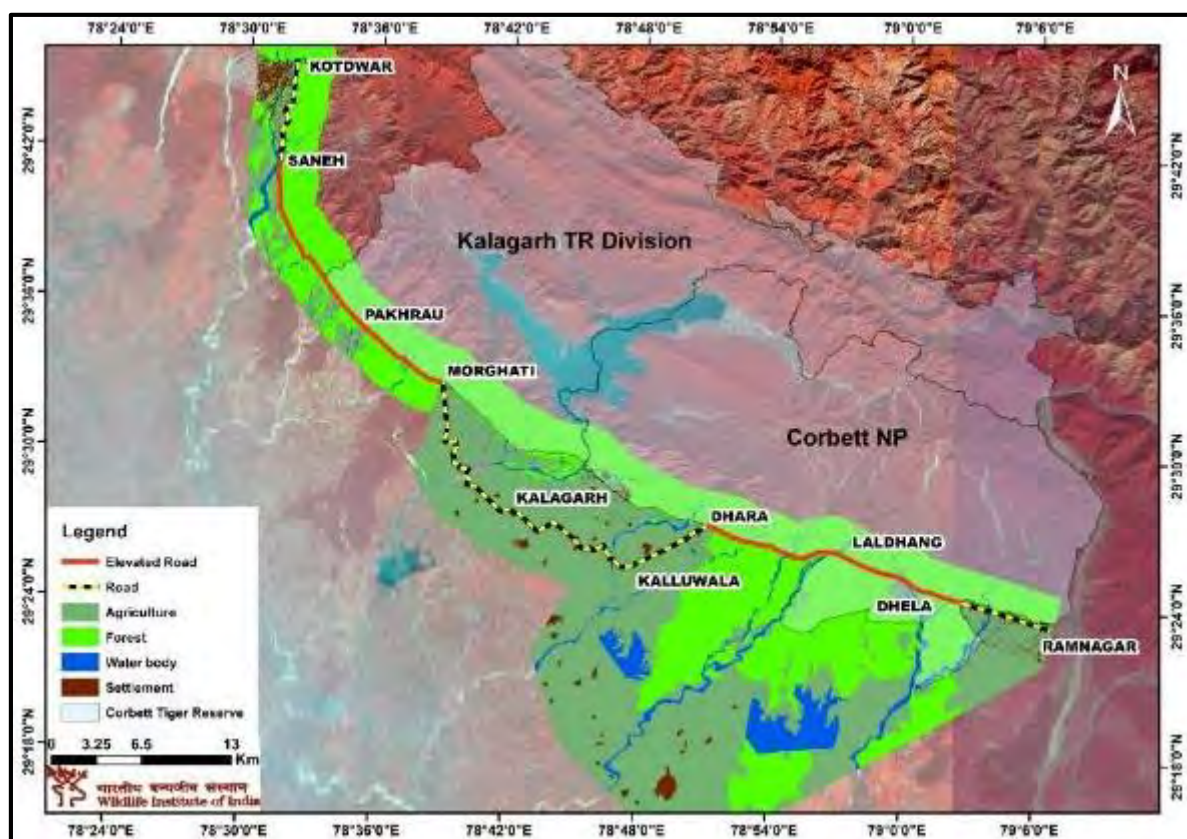 78°24'0"E 78°30'0"E 78°36'0"E 78°42'0"E 78°48'0"E 78°54'0"E 79°0'0"E 79°6'0"E
N
KOTDWAR
29°42'0"N
SANEH
29°42'0"N
Kalagarh TR Division
29°36'0"N
PAKHRAU
29°36'0"N
MORGHATI
Corbett NP
29°30'0"N
29°30'0"N
KALAGARH
DHARA
LALDHANG
KALLUWALA
29°24'0"N
DHELA
29°24'0"N
RAMNAGAR
Legend
Elevated Road
Road
Agriculture
Forest
Water body
Settlement
Corbett Tiger Reserve
0 3.25 6.5 13
Km
29°18'0"N
29°18'0"N
भारतीय वन्यजीव संस्थान
Wildlife Institute of India
78°24'0"E 78°30'0"E 78°36'0"E 78°42'0"E 78°48'0"E 78°54'0"E 79°0'0"E 79°6'0"E